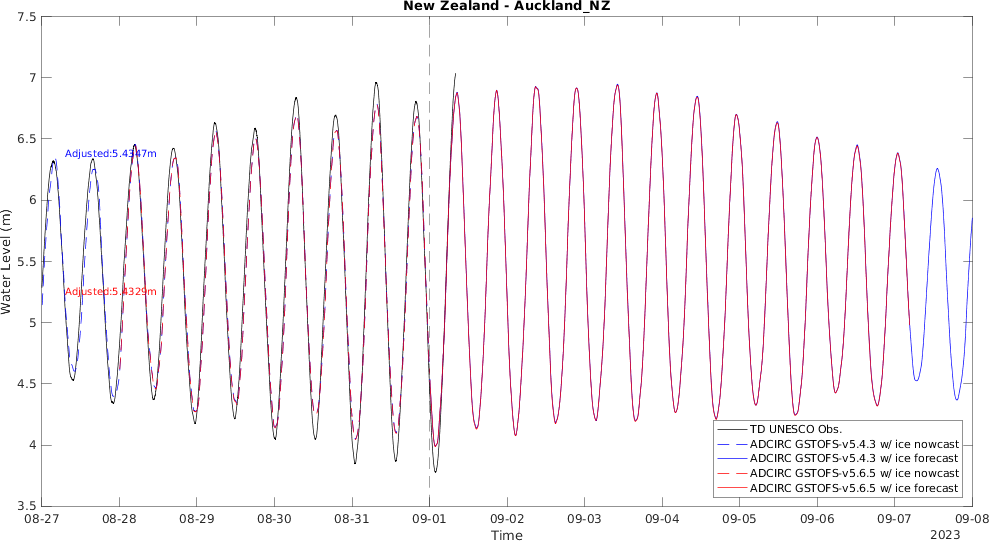 New Zealand - Auckland_NZ
7.5
7
6.5
6
5.5
5
4.5
4
3.5
Water Level (m)
Adjusted:5.4347m
Adjusted:5.4329m
TD UNESCO Obs.
ADCIRC GSTOFS-v5.4.3 w/ ice nowcast
ADCIRC GSTOFS-v5.4.3 w/ ice forecast
ADCIRC GSTOFS-v5.6.5 w/ ice nowcast
ADCIRC GSTOFS-v5.6.5 w/ ice forecast
08-27 08-28 08-29 08-30 08-31 09-01 09-02 09-03 09-04 09-05 09-06 09-07 09-08
Time
2023